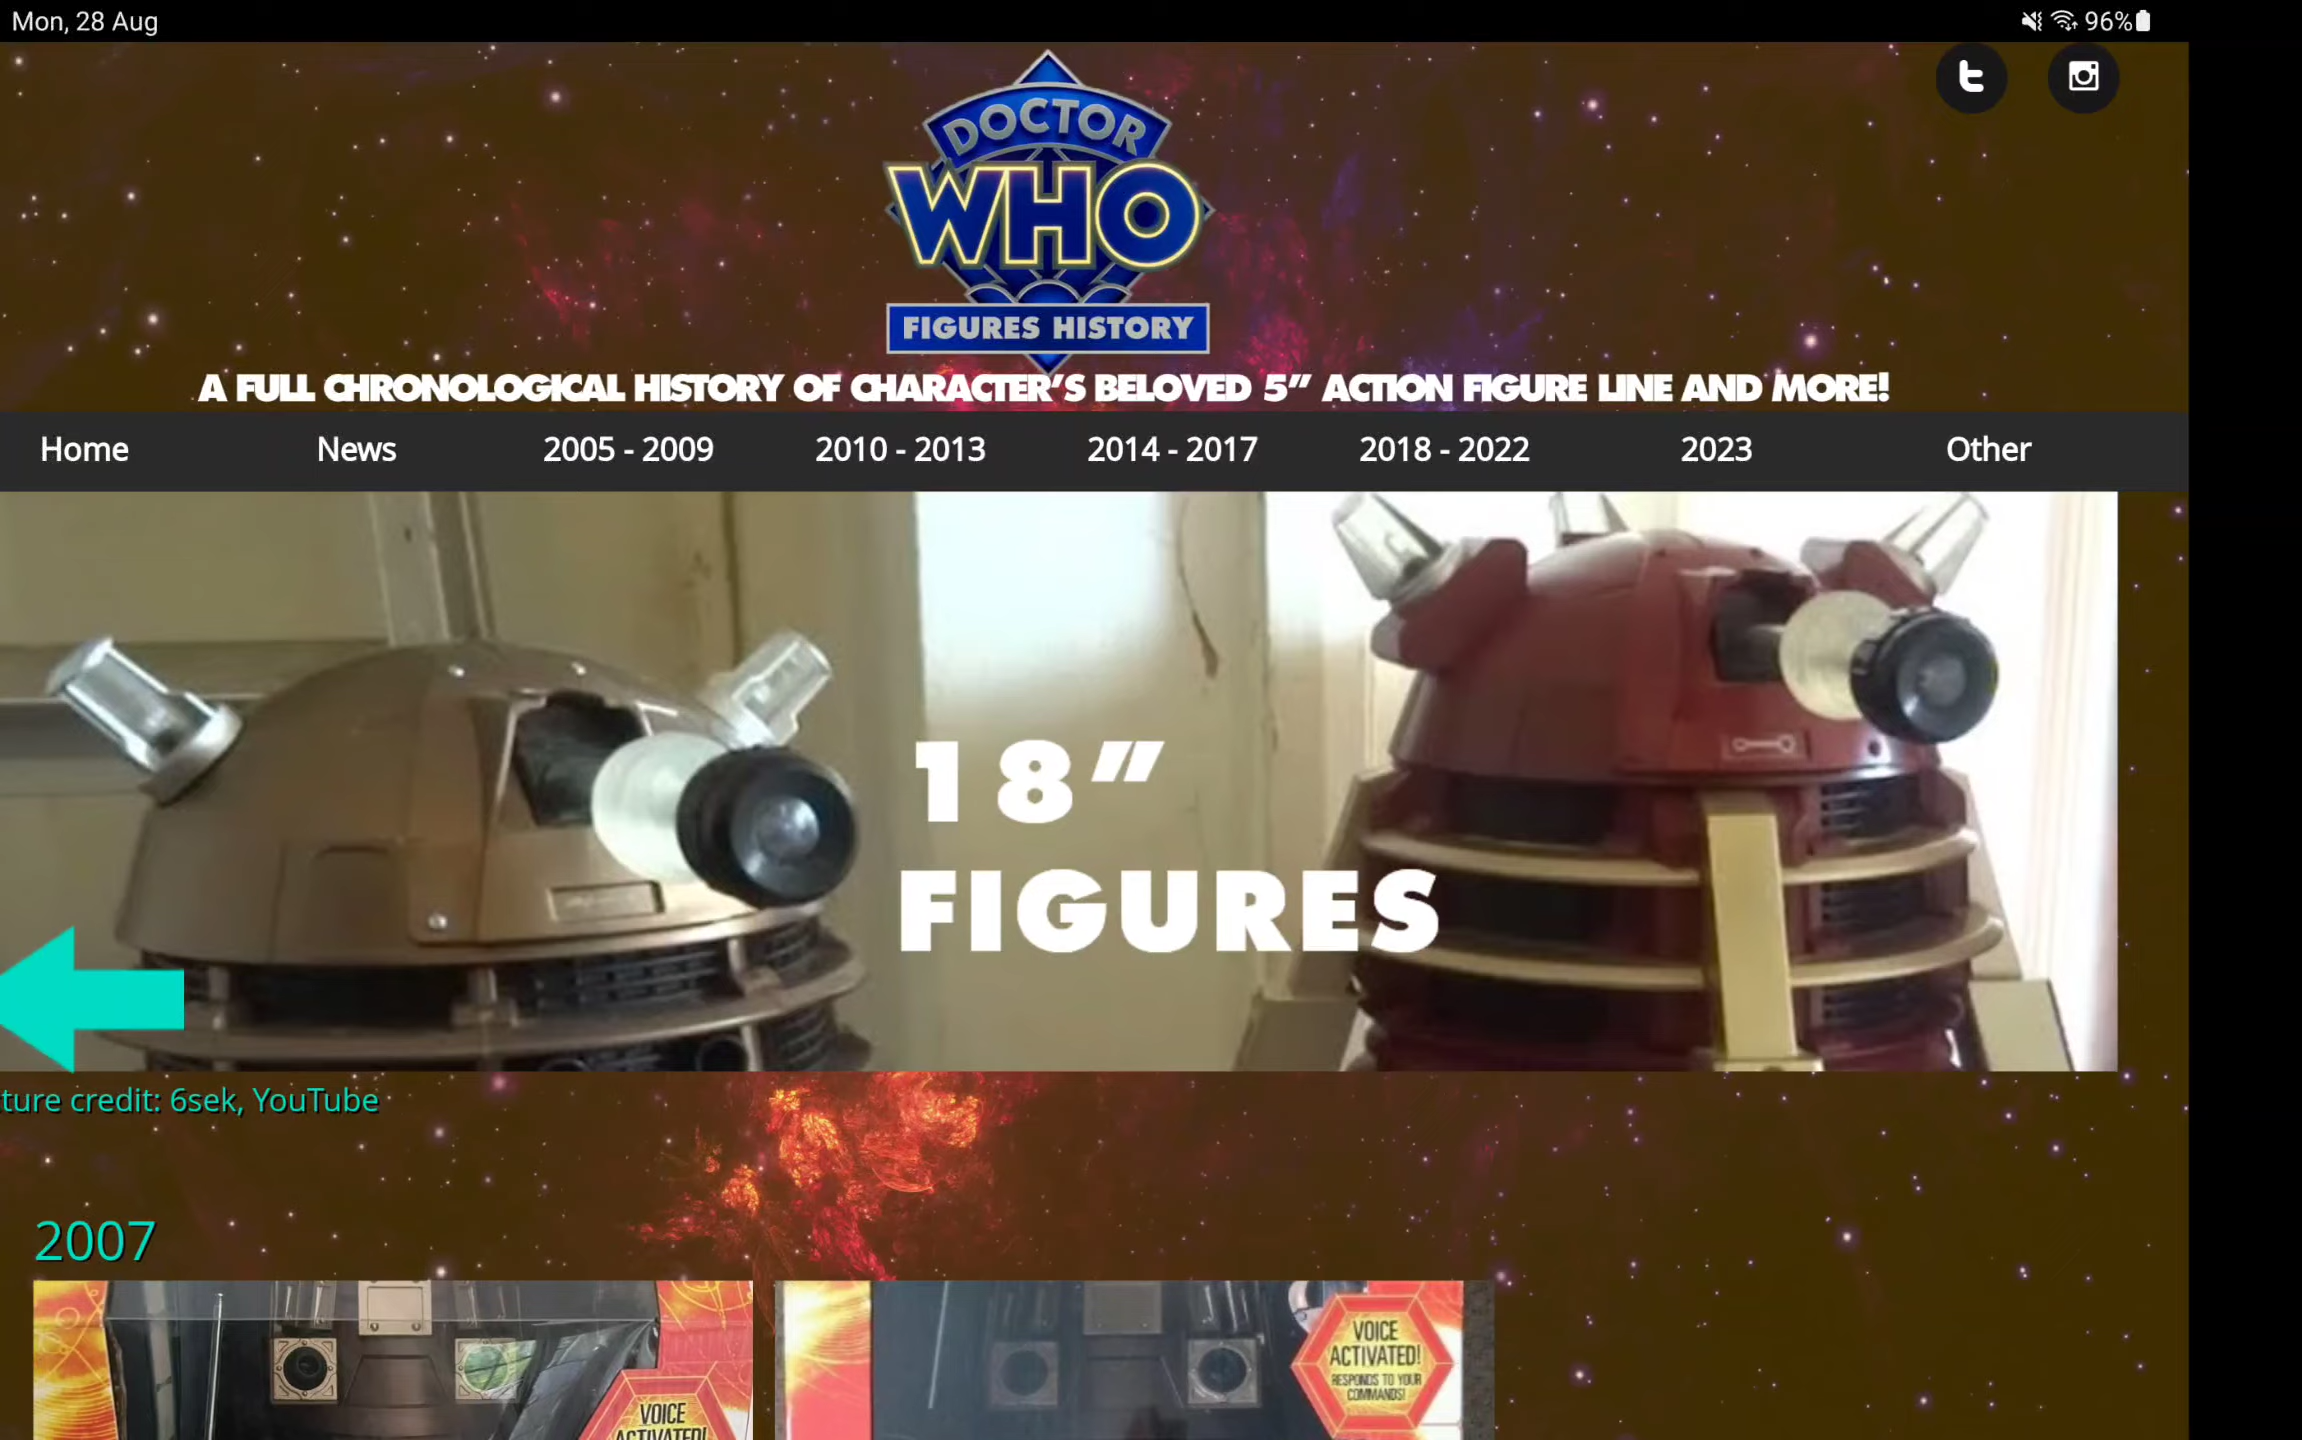 Mon, 28 Aug
96%
DOCTOR
WHO
FIGURES HISTORY
A FULL CHRONOLOGICAL HISTORY OF CHARACTER'S BELOVED 5" ACTION FIGURE LINE AND MORE!
Home News 2005 - 2009 2010 - 2013 2014 - 2017 2018 - 2022 2023 Other
18"
FIGURES
ture credit: 6sek, YouTube
2007
VOICE
ACTIVATED!
RESPONDS TO YOUR
COMMANDS!
VOICE
ACTIVATED!